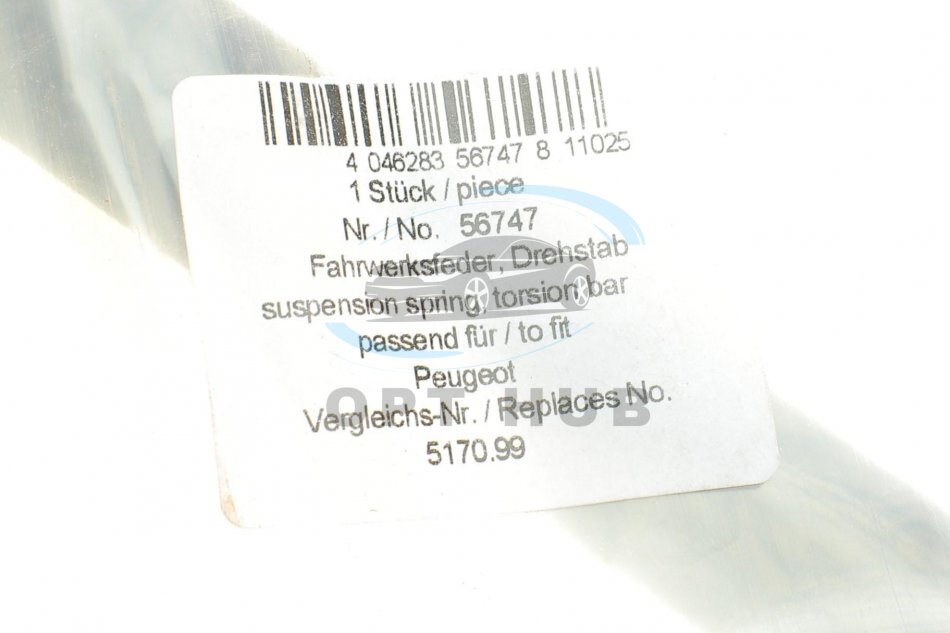 4 046283 56747 8 11025
1 Stück / piece
Nr. / No. 56747
Fahrwerksfeder, Drehstab
suspension spring, torsion bar
passend für / to fit
Peugeot
OPT HUB
Vergleichs-Nr. / Replaces No.
5170.99